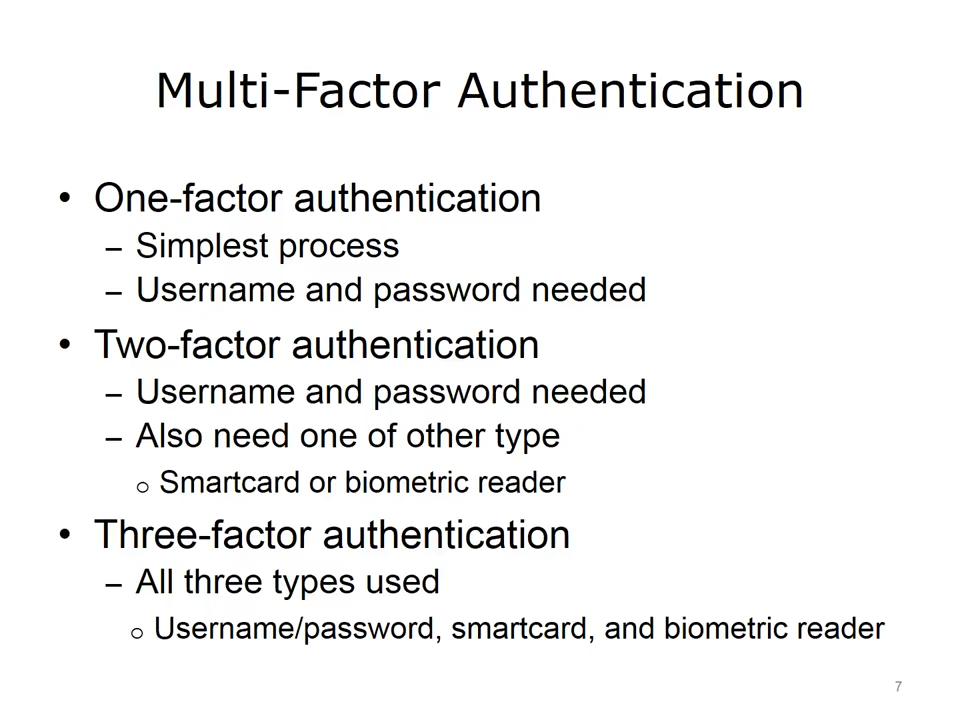 Multi-Factor Authentication
• One-factor authentication
– Simplest process
– Username and password needed
• Two-factor authentication
– Username and password needed
– Also need one of other type
o Smartcard or biometric reader
• Three-factor authentication
– All three types used
o Username/password, smartcard, and biometric reader
7